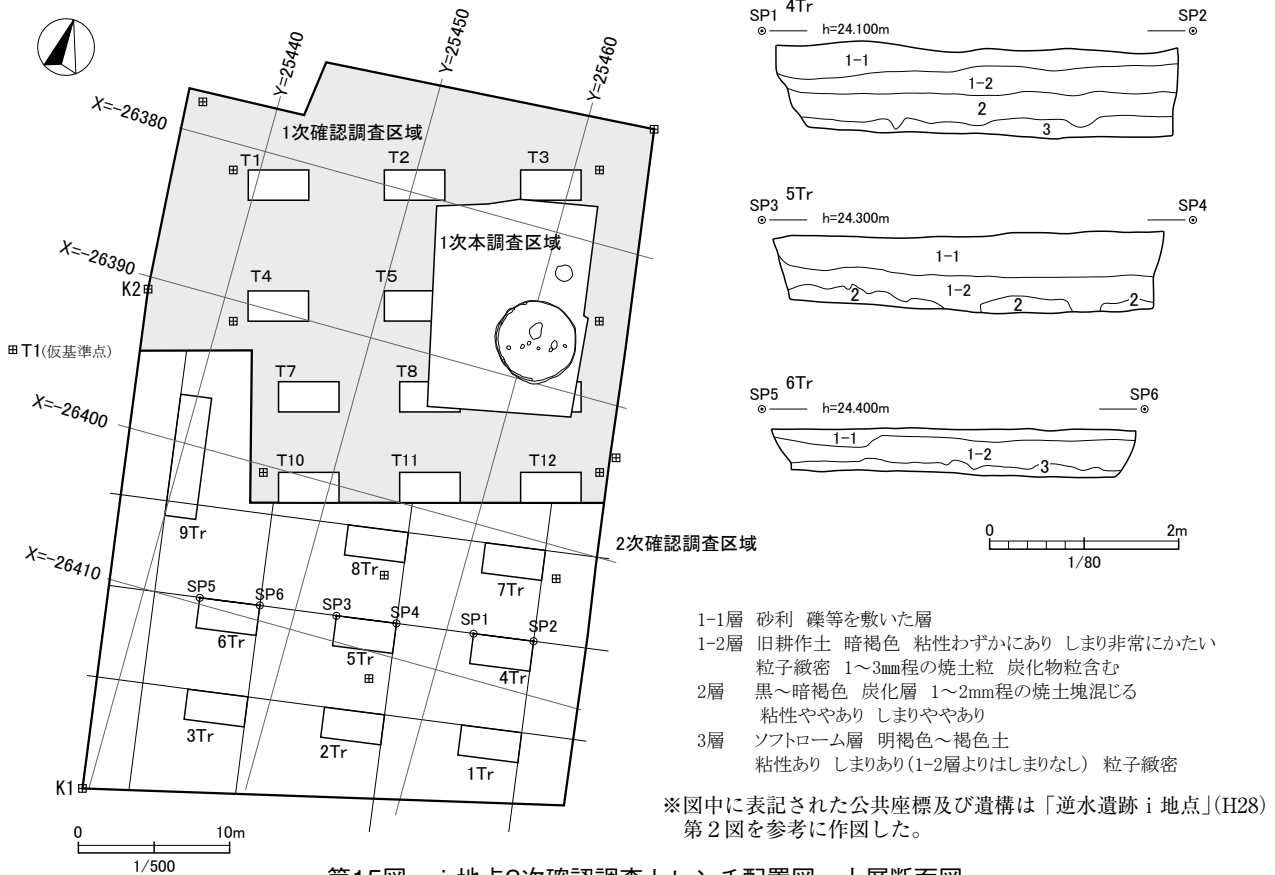 Y=25440
Y=25450
Y=25460
X=-26380
X=-26390
X=-26400
X=-26410
1次確認調査区域
T1
T2
T3
1次本調査区域
T4
T5
K2
T1(仮基準点)
T7
T8
T10
T11
T12
2次確認調査区域
9Tr
8Tr
7Tr
SP5
SP6
SP3
SP4
SP1
SP2
6Tr
5Tr
4Tr
3Tr
2Tr
1Tr
K1
0
10m
1/500
4Tr
SP1
SP2
h=24.100m
1-1
1-2
2
3
5Tr
SP3
SP4
h=24.300m
1-1
1-2
2
2
2
6Tr
SP5
SP6
h=24.400m
1-1
1-2
3
0
2m
1/80
1-1層 砂利 礫等を敷いた層
1-2層 旧耕作土 暗褐色 粘性わずかにあり しまり非常にかたい
粒子緻密 1～3mm程の焼土粒 炭化物粒含む
2層 黒～暗褐色 炭化層 1～2mm程の焼土塊混じる
粘性ややあり しまりややあり
3層 ソフトローム層 明褐色～褐色土
粘性あり しまりあり(1-2層よりはしまりなし) 粒子緻密
※図中に表記された公共座標及び遺構は「逆水遺跡ｉ地点」(H28)
第２図を参考に作図した。